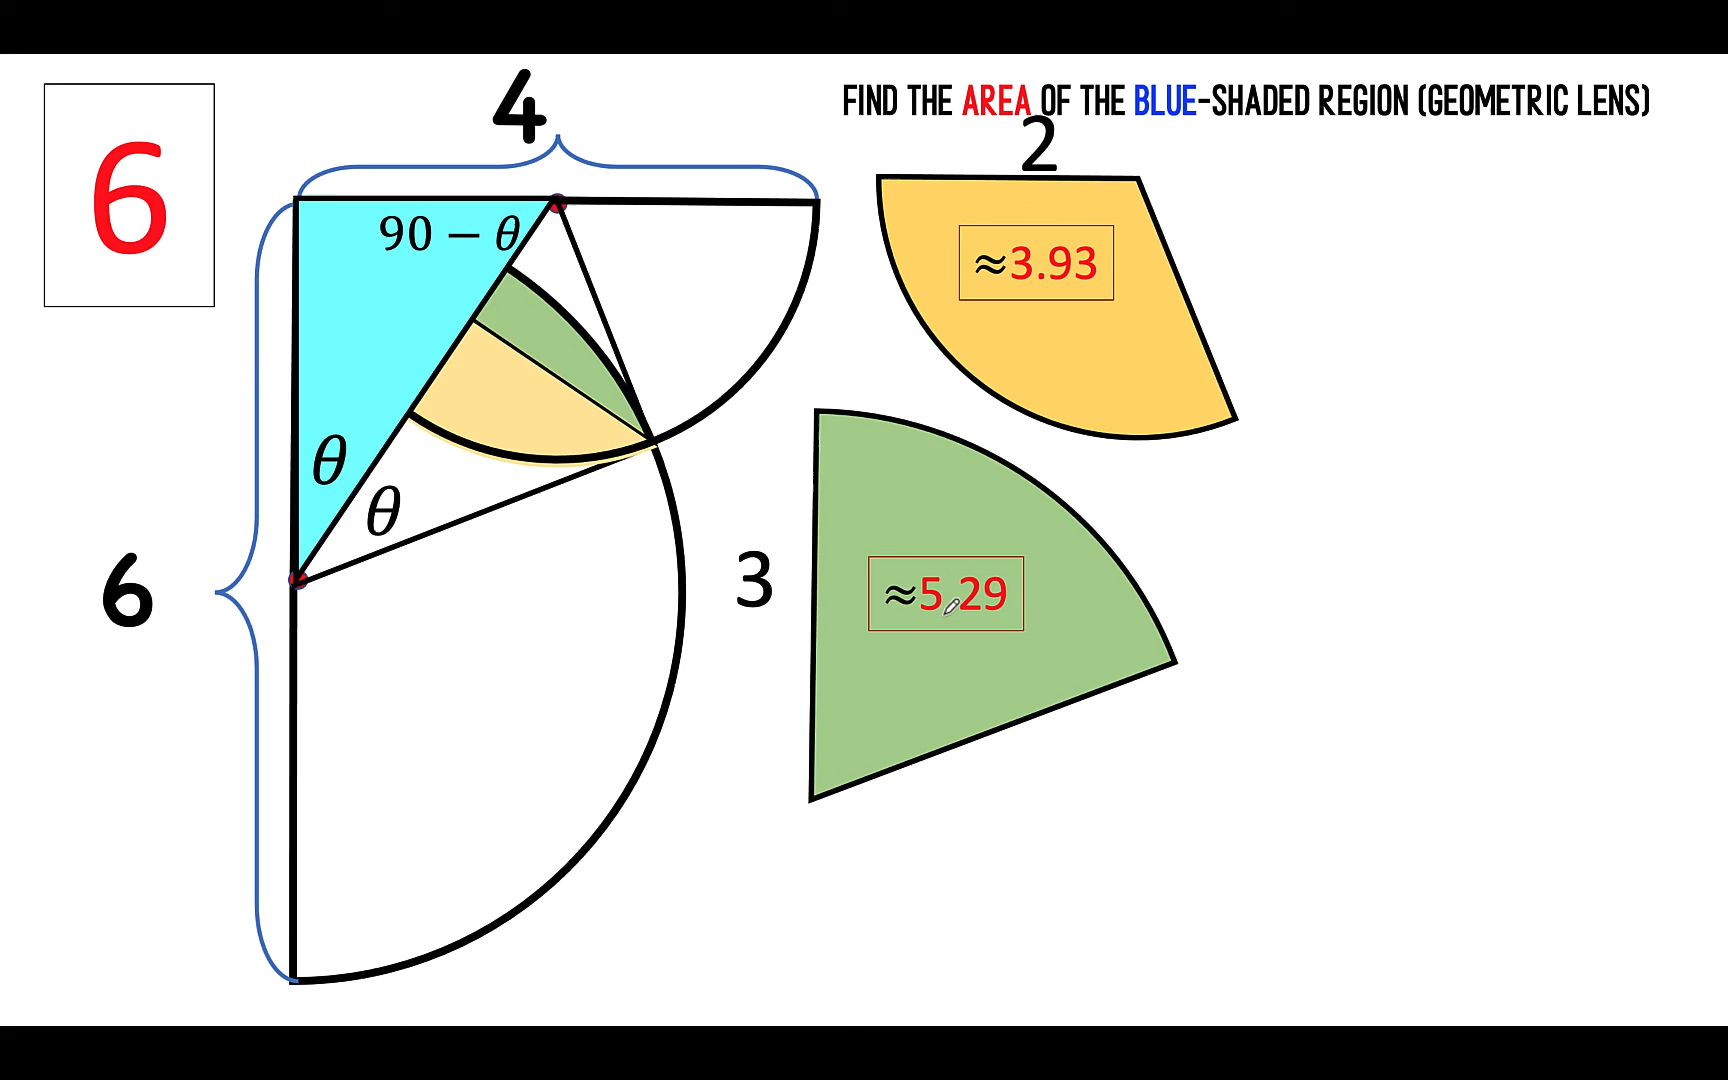 4
FIND THE AREA OF THE BLUE-SHADED REGION (GEOMETRIC LENS)
6
2
90 − θ
≈3.93
θ
θ
6
3
≈5.29